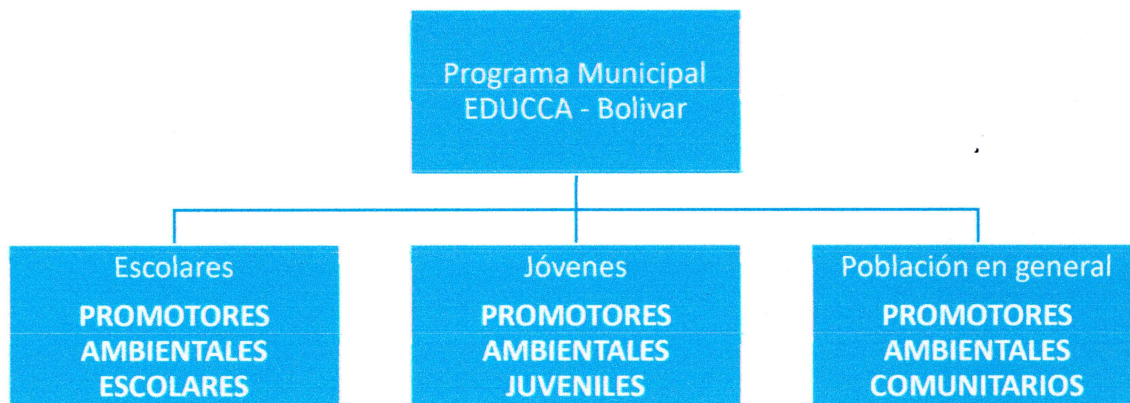 Programa Municipal
EDUCCA - Bolivar
Escolares
PROMOTORES
AMBIENTALES
ESCOLARES
Jóvenes
PROMOTORES
AMBIENTALES
JUVENILES
Población en general
PROMOTORES
AMBIENTALES
COMUNITARIOS